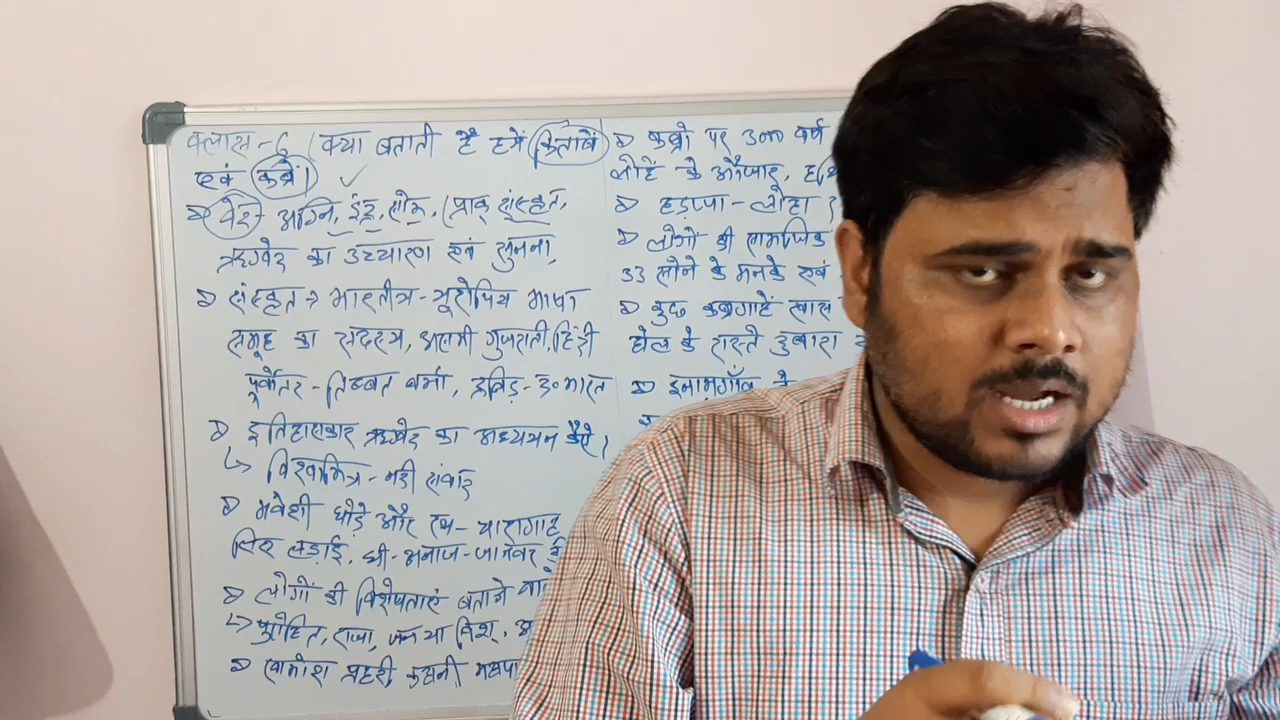 क्लास-6 (क्या बताती है हमें किताबें
एवं कब्रें।
वेद- अग्नि, इंद्र, सोम, (प्राक् संस्कृत,
ऋग्वेद का उच्चारण एवं सुनना,
संस्कृत → भारतीय-यूरोपिय भाषा
समूह का सदस्य, असमी गुजराती, हिंदी
पूर्वोतर-तिब्बत बर्मा, द्रविड़-द॰भारत
इतिहासकार ऋग्वेद का अध्ययन कैसे।
↳ विश्वामित्र-नदी संवाद
मवेशी घोड़े और रथ- चारागाह
लड़ाई, घी-अनाज-जानवर
लोगों की विशेषताएं बताने
↳ पुरोहित, राजा, जन या विश,
खामोश प्रहरी, कहानी,
कब्रों पर 3000 वर्ष
लोहें के औजार,
हड़प्पा-लोहा
लोगों की सामाजिक
33 सोने के मनके एवं
कुछ कब्रगाहें खास
होल के रास्ते दुबारा
इनामगाँव के